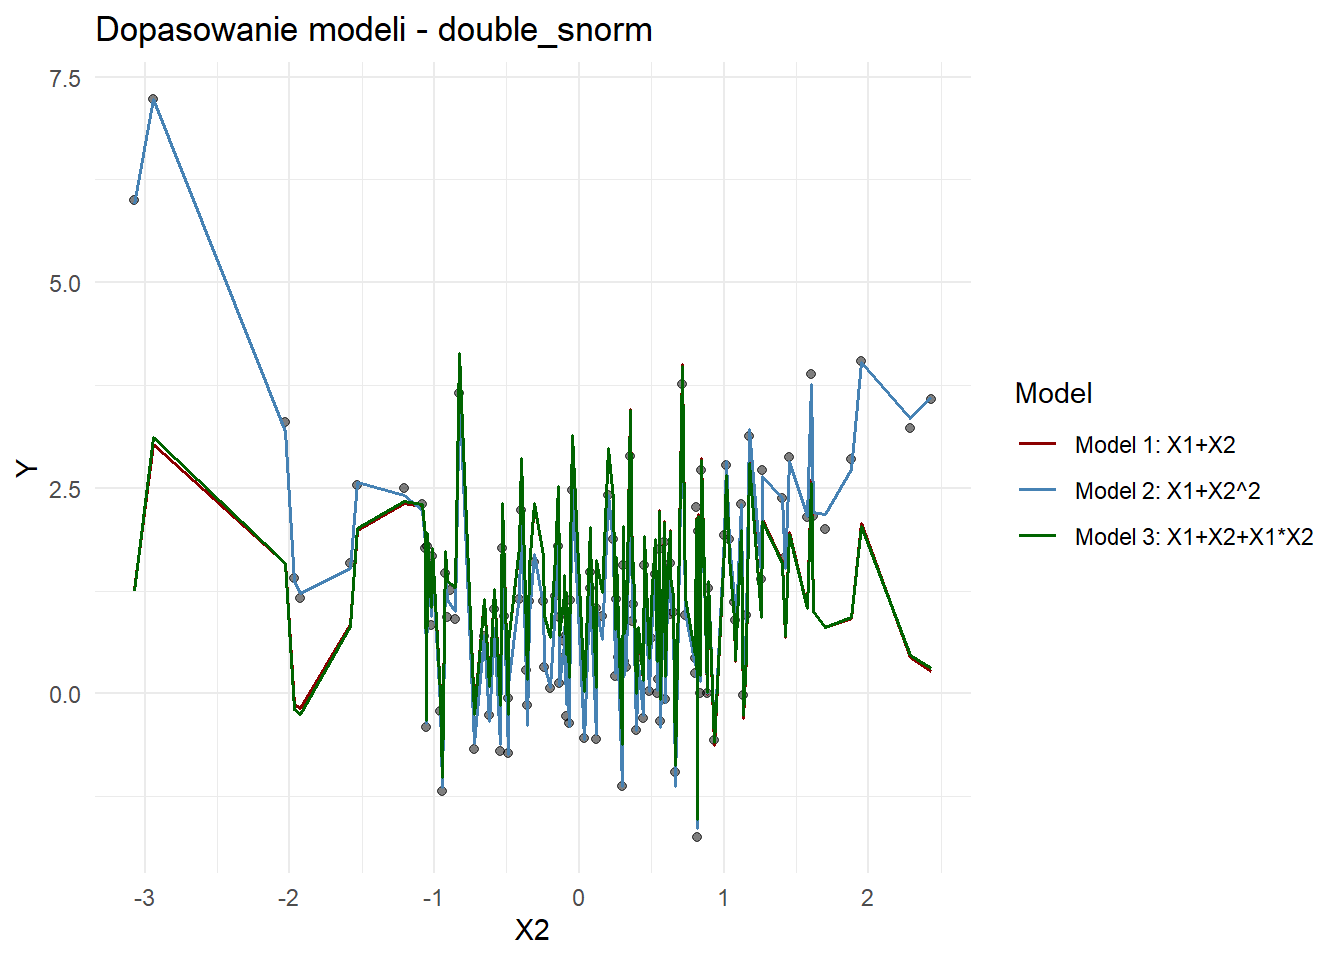 Dopasowanie modeli - double_snorm
7.5
5.0
2.5
0.0
Y
-3
-2
-1
0
1
2
X2
Model
Model 1: X1+X2
Model 2: X1+X2^2
Model 3: X1+X2+X1*X2